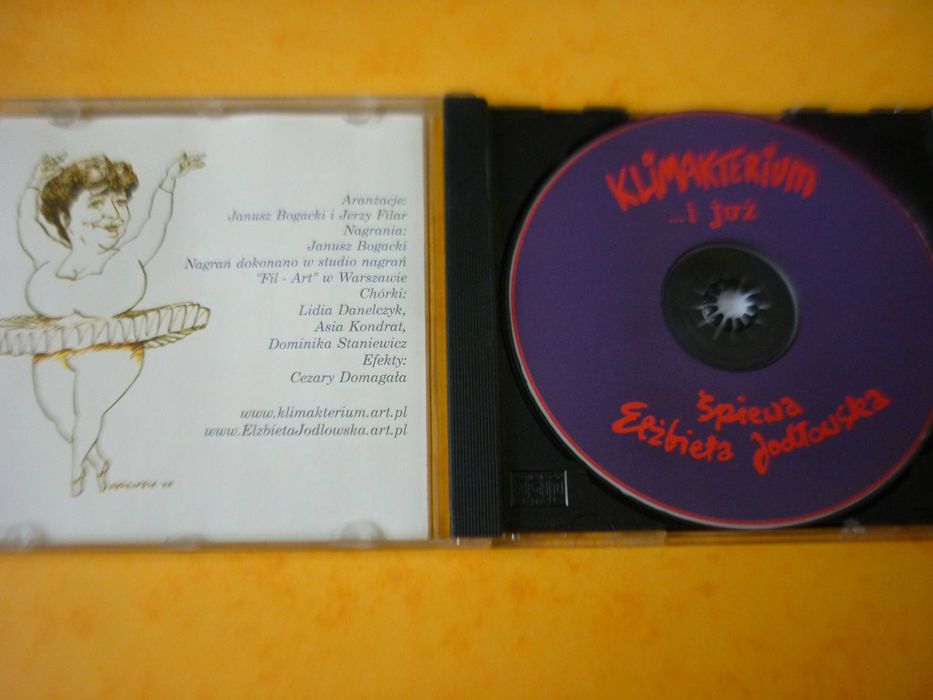 Aranżacje:
Janusz Bogacki i Jerzy Filar
Nagrania:
Janusz Bogacki
Nagrań dokonano w studio nagrań
"Fil - Art" w Warszawie
Chórki:
Lidia Danelczyk,
Asia Kondrat,
Dominika Staniewicz
Efekty:
Cezary Domagała
www.klimakterium.art.pl
www.ElzbietaJodlowska.art.pl
KLiMAKTERiUM
...i już
Śpiewa
Elżbieta Jodłowska